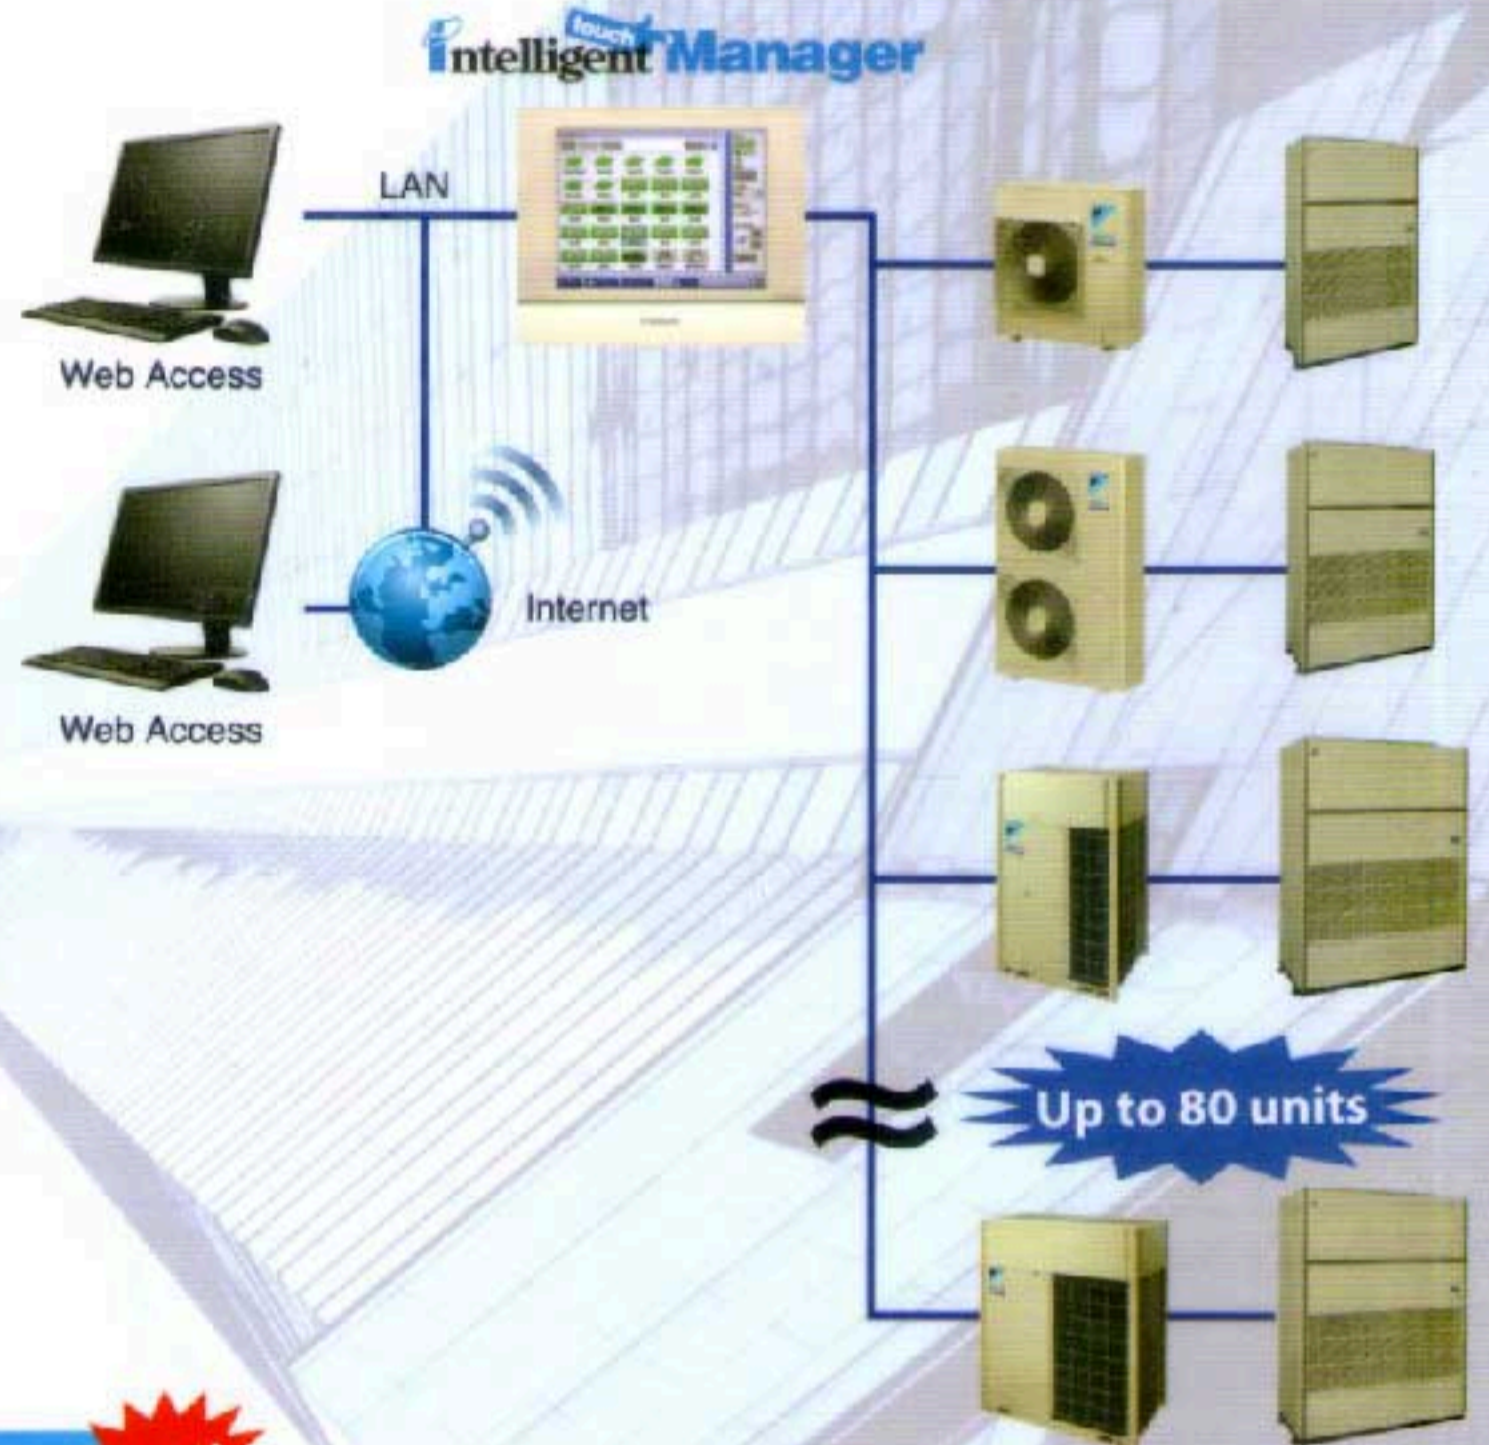 intelligent touch Manager
LAN
Web Access
Internet
Web Access
Up to 80 units